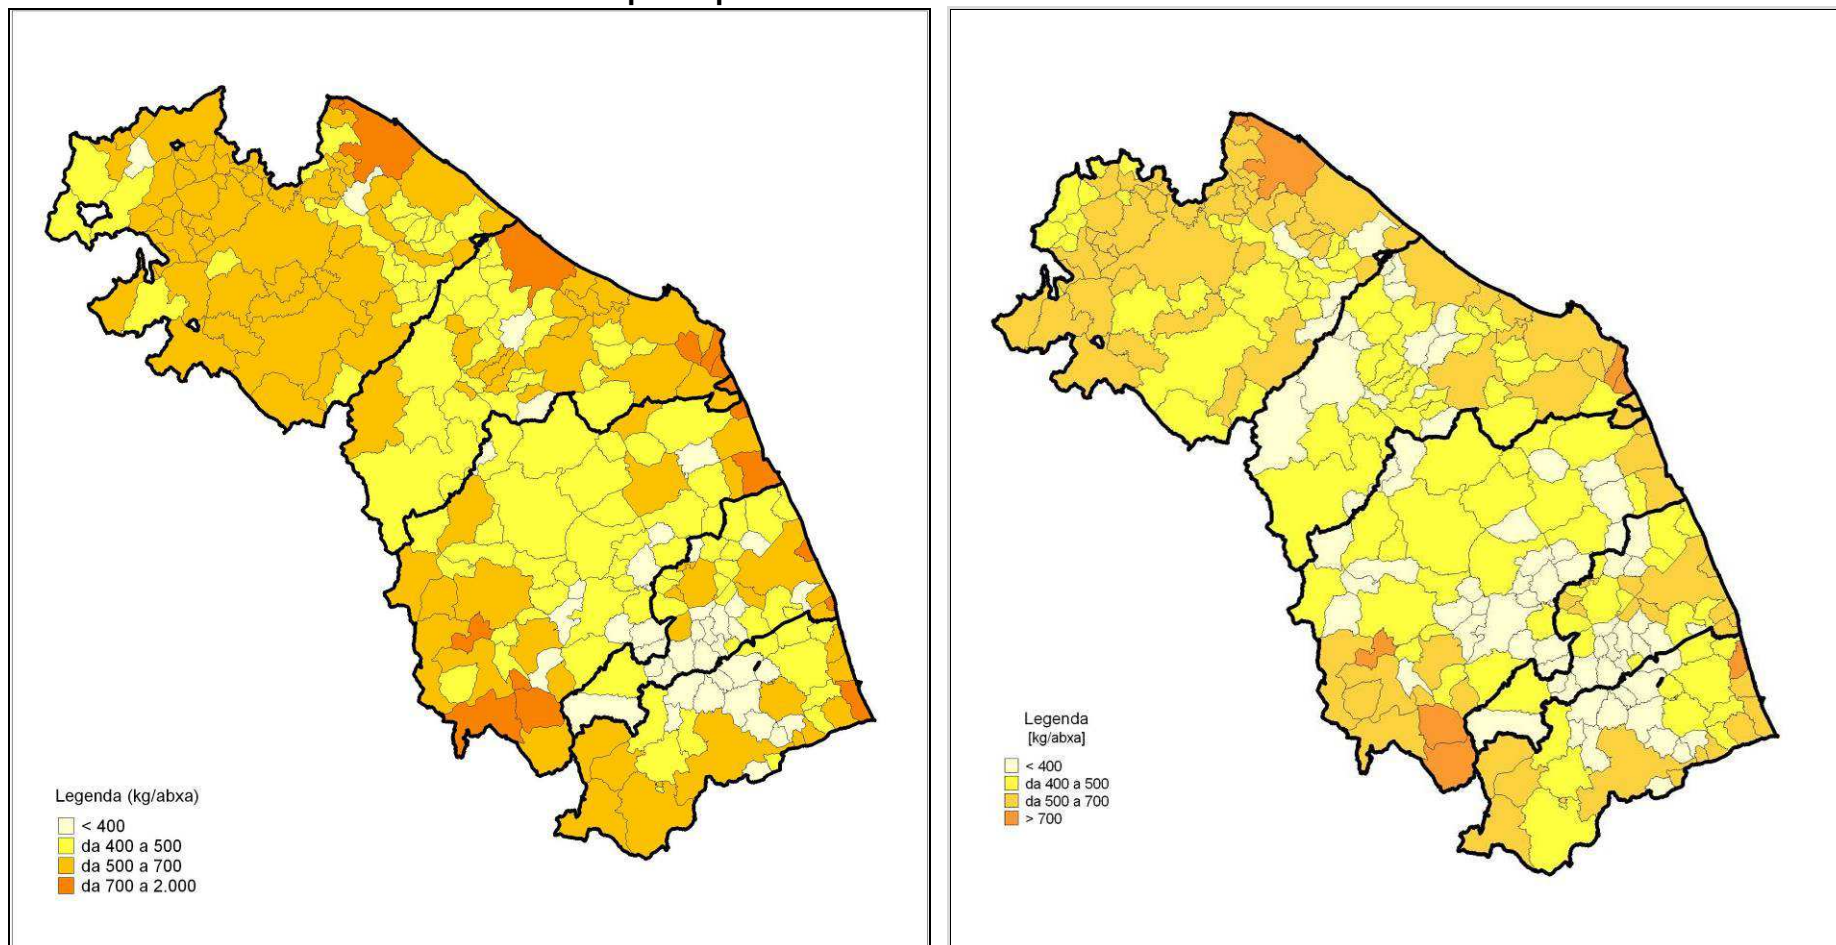 Legenda (kg/abxa)
< 400
da 400 a 500
da 500 a 700
da 700 a 2.000
Legenda
[kg/abxa]
< 400
da 400 a 500
da 500 a 700
> 700